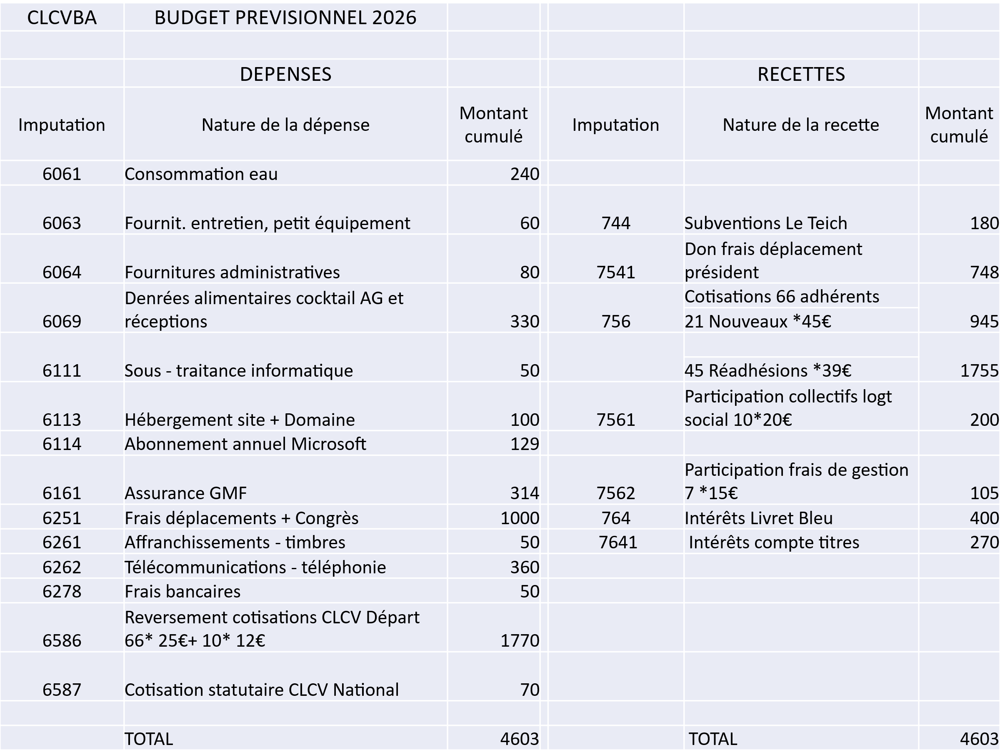 CLCVBA BUDGET PREVISIONNEL 2026
DEPENSES RECETTES
Imputation Nature de la dépense Montant cumulé Imputation Nature de la recette Montant cumulé
6061 Consommation eau 240
6063 Fournit. entretien, petit équipement 60 744 Subventions Le Teich 180
6064 Fournitures administratives 80 7541 Don frais déplacement président 748
6069 Denrées alimentaires cocktail AG et réceptions 330 756 Cotisations 66 adhérents
21 Nouveaux *45€ 945
6111 Sous - traitance informatique 50 45 Réadhésions *39€ 1755
6113 Hébergement site + Domaine 100 7561 Participation collectifs logt social 10*20€ 200
6114 Abonnement annuel Microsoft 129
6161 Assurance GMF 314 7562 Participation frais de gestion 7 *15€ 105
6251 Frais déplacements + Congrès 1000 764 Intérêts Livret Bleu 400
6261 Affranchissements - timbres 50 7641 Intérêts compte titres 270
6262 Télécommunications - téléphonie 360
6278 Frais bancaires 50
6586 Reversement cotisations CLCV Départ 66* 25€+ 10* 12€ 1770
6587 Cotisation statutaire CLCV National 70
TOTAL 4603 TOTAL 4603